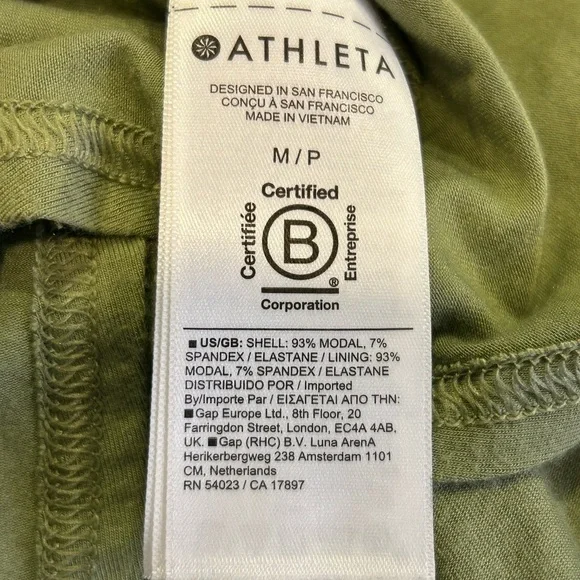 ATHLETA
DESIGNED IN SAN FRANCISCO
CONÇU À SAN FRANCISCO
MADE IN VIETNAM
M / P
Certified
Certifiée
B
Entreprise
®
Corporation
■ US/GB: SHELL: 93% MODAL, 7%
SPANDEX / ELASTANE / LINING: 93%
MODAL, 7% SPANDEX / ELASTANE
DISTRIBUIDO POR / Imported
By/Importe Par / ΕΙΣΑΓΕΤΑΙ ΑΠΟ ΤΗΝ:
■ Gap Europe Ltd., 8th Floor, 20
Farringdon Street, London, EC4A 4AB,
UK. ■ Gap (RHC) B.V. Luna ArenA
Herikerbergweg 238 Amsterdam 1101
CM, Netherlands
RN 54023 / CA 17897